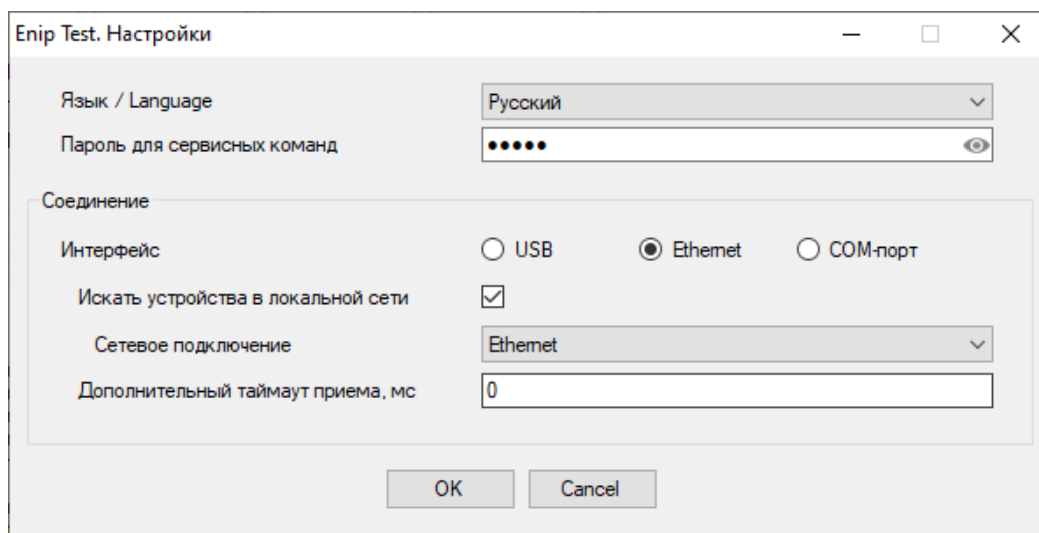 Enip Test. Настройки
Язык / Language Русский
Пароль для сервисных команд •••••
Соединение
Интерфейс USB Ethernet COM-порт
Искать устройства в локальной сети
Сетевое подключение Ethernet
Дополнительный таймаут приема, мс 0
OK Cancel